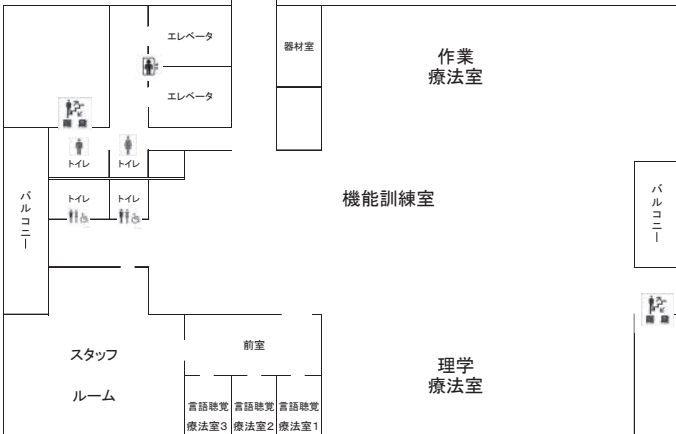 エレベータ
エレベータ
器材室
作業
療法室
階段
トイレ
トイレ
トイレ
トイレ
バルコニー
機能訓練室
バルコニー
階段
スタッフ
ルーム
前室
理学
療法室
言語聴覚
療法室3
言語聴覚
療法室2
言語聴覚
療法室1